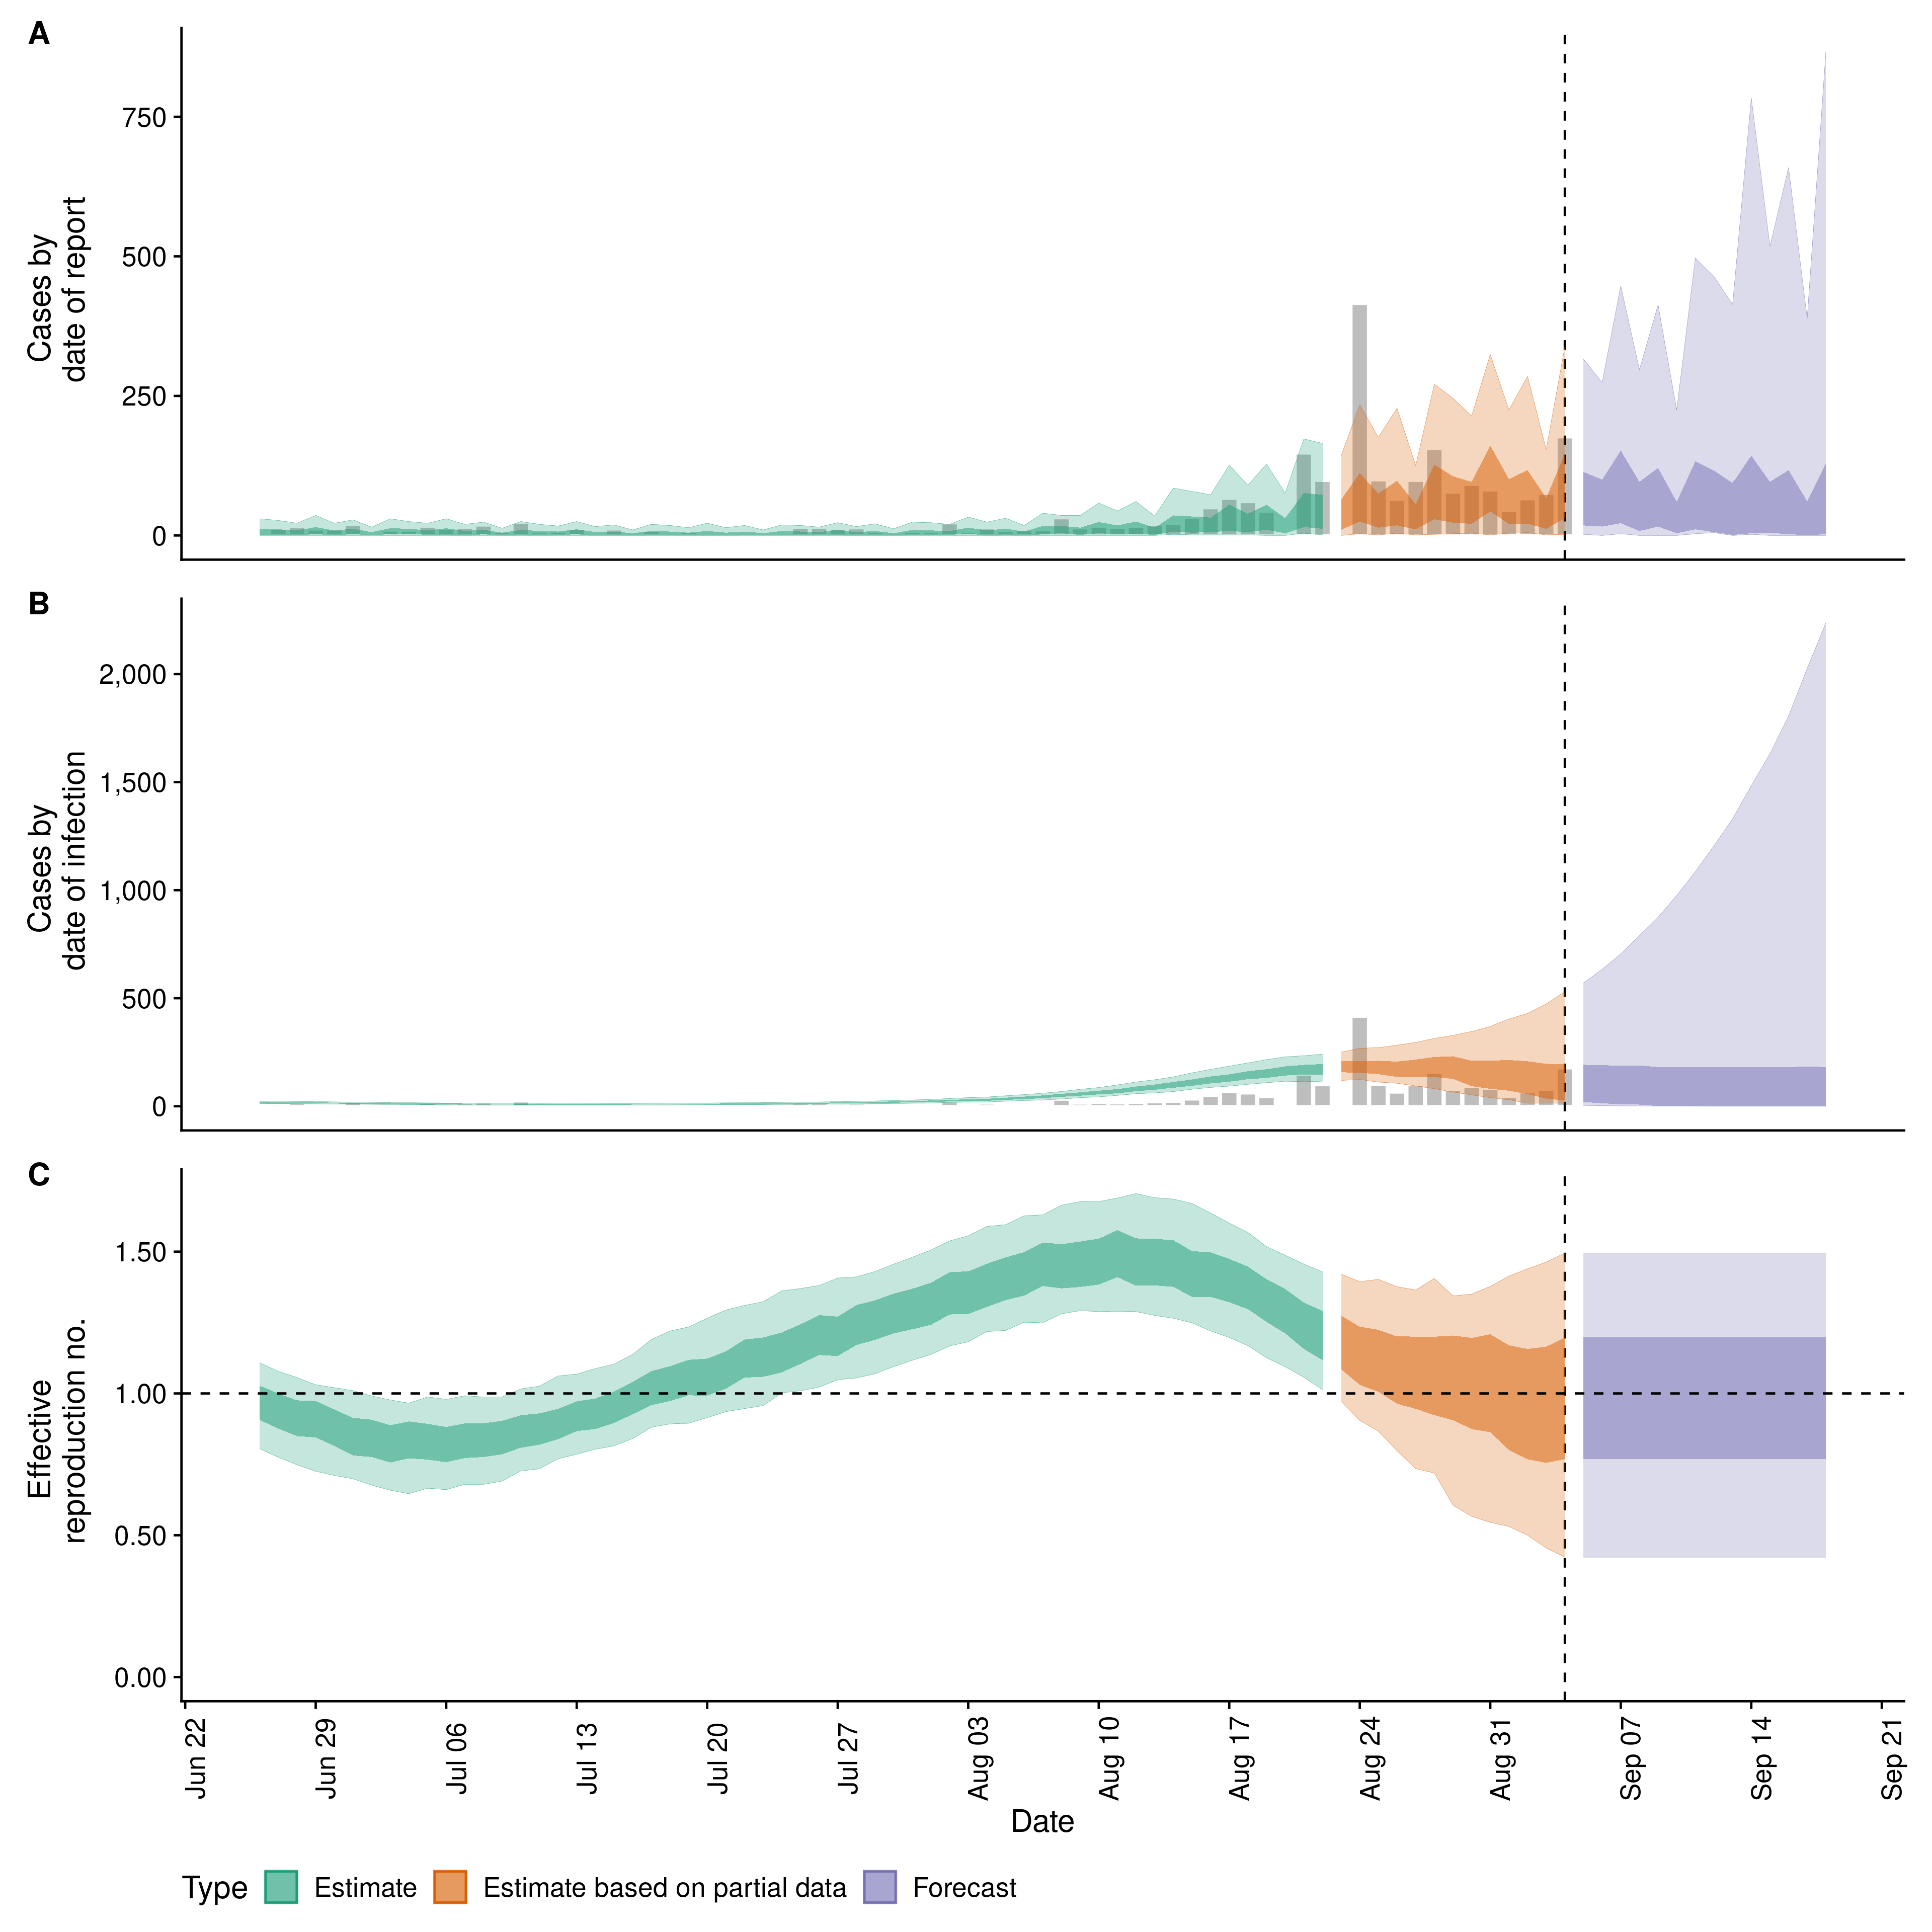 A
Cases by
date of report
750
500
250
0
B
Cases by
date of infection
2,000
1,500
1,000
500
0
C
Effective
reproduction no.
1.50
1.00
0.50
0.00
Jun 22
Jun 29
Jul 06
Jul 13
Jul 20
Jul 27
Aug 03
Aug 10
Aug 17
Aug 24
Aug 31
Sep 07
Sep 14
Sep 21
Date
Type Estimate Estimate based on partial data Forecast